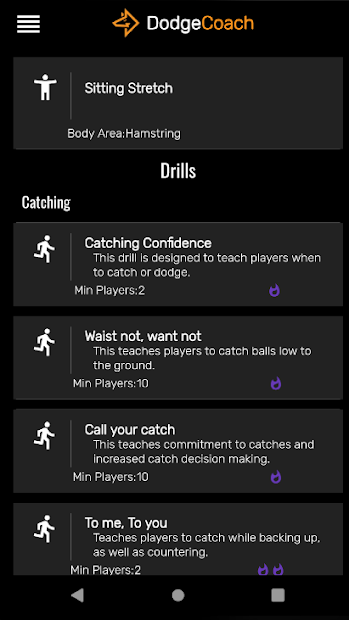 DodgeCoach
Sitting Stretch
Body Area:Hamstring
Drills
Catching
Catching Confidence
This drill is designed to teach players when
to catch or dodge.
Min Players:2
Waist not, want not
This teaches players to catch balls low to
the ground.
Min Players:10
Call your catch
This teaches commitment to catches and
increased catch decision making.
Min Players:10
To me, To you
Teaches players to catch while backing up,
as well as countering.
Min Players:2